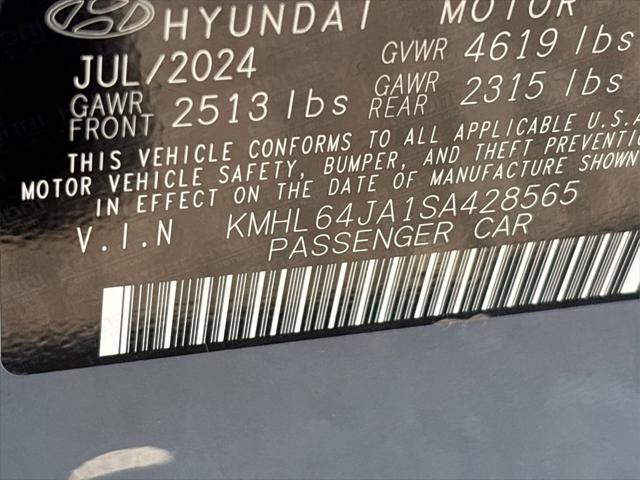 HYUNDAI MOTOR
JUL/2024 GVWR 4619 lbs
GAWR FRONT 2513 lbs GAWR REAR 2315 lbs
THIS VEHICLE CONFORMS TO ALL APPLICABLE U.S.A
MOTOR VEHICLE SAFETY, BUMPER, AND THEFT PREVENTIO
IN EFFECT ON THE DATE OF MANUFACTURE SHOWN
V.I.N KMHL64JA1SA428565
PASSENGER CAR